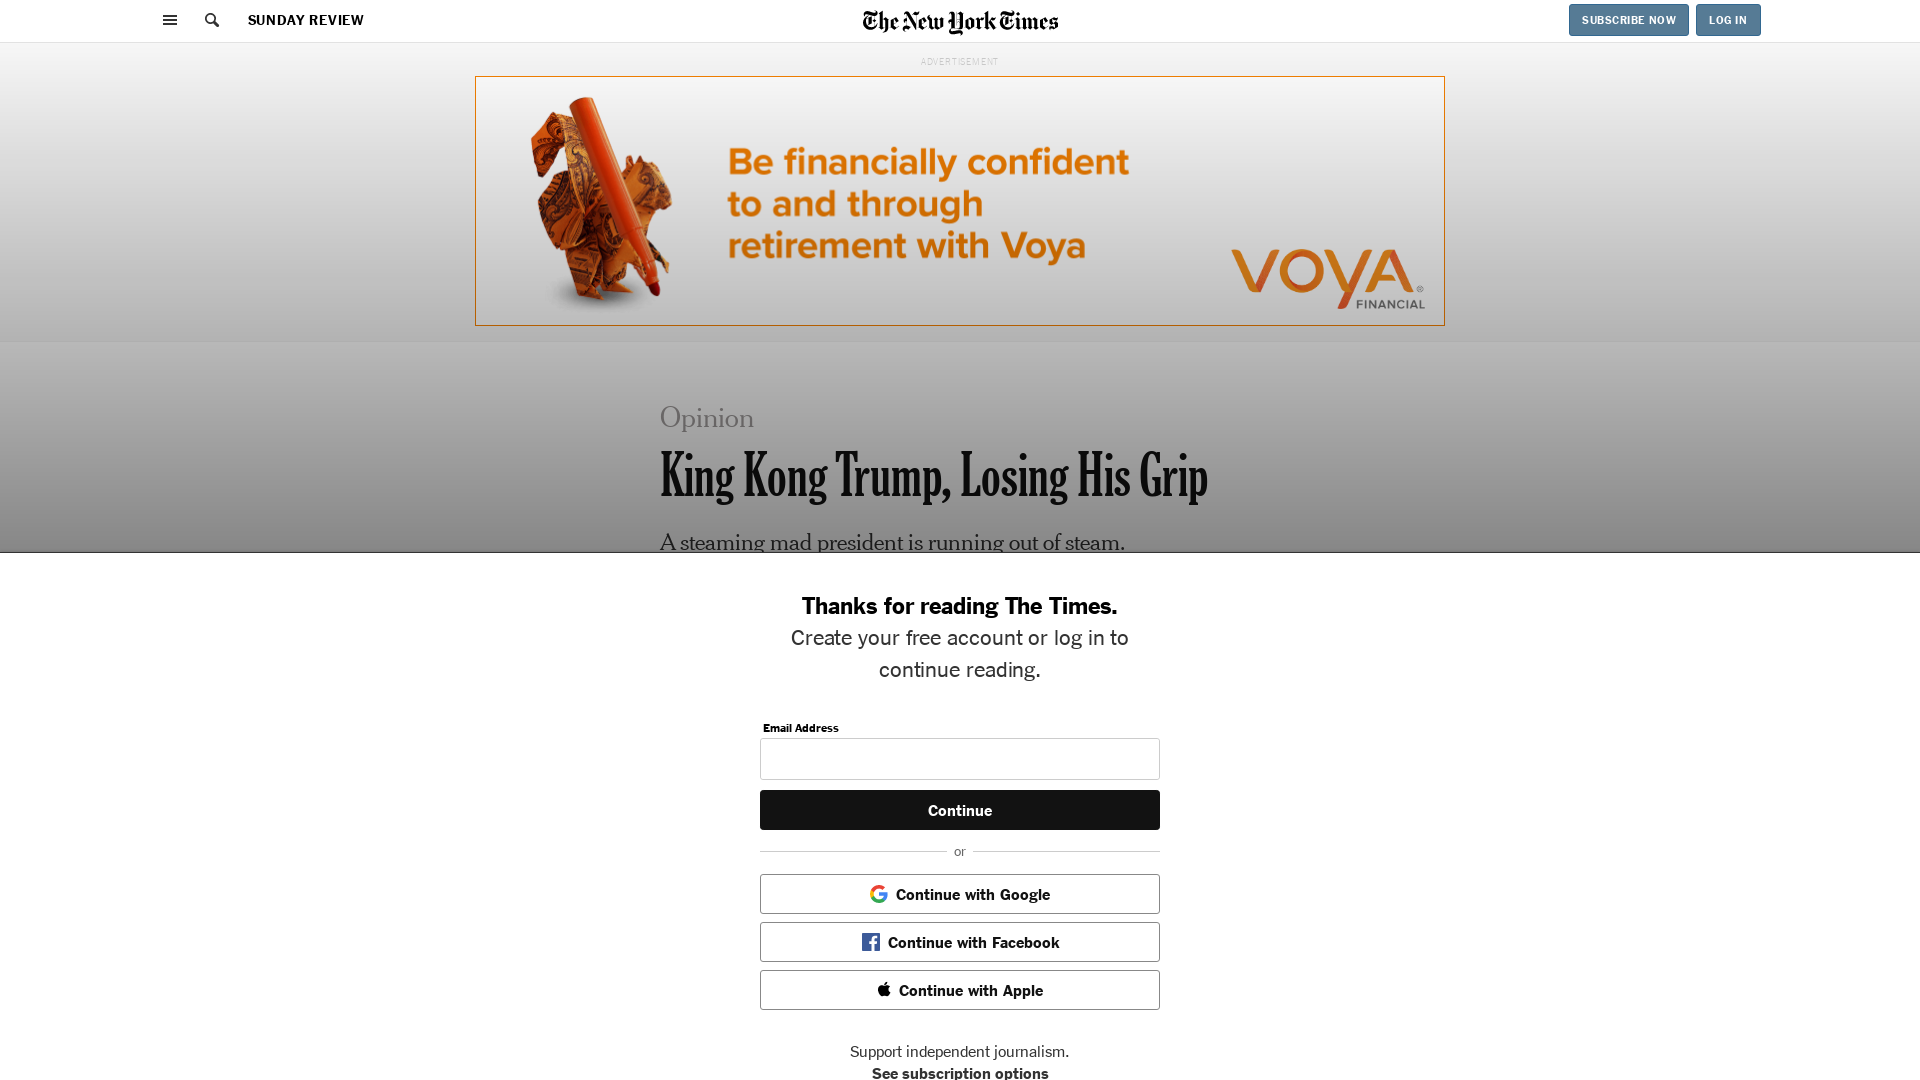 SUNDAY REVIEW
The New York Times
SUBSCRIBE NOW
LOG IN
ADVERTISEMENT
Be financially confident
to and through
retirement with Voya
VOYA®
FINANCIAL
Opinion
King Kong Trump, Losing His Grip
A steaming mad president is running out of steam.
Thanks for reading The Times.
Create your free account or log in to
continue reading.
Email Address
Continue
or
Continue with Google
Continue with Facebook
Continue with Apple
Support independent journalism.
See subscription options